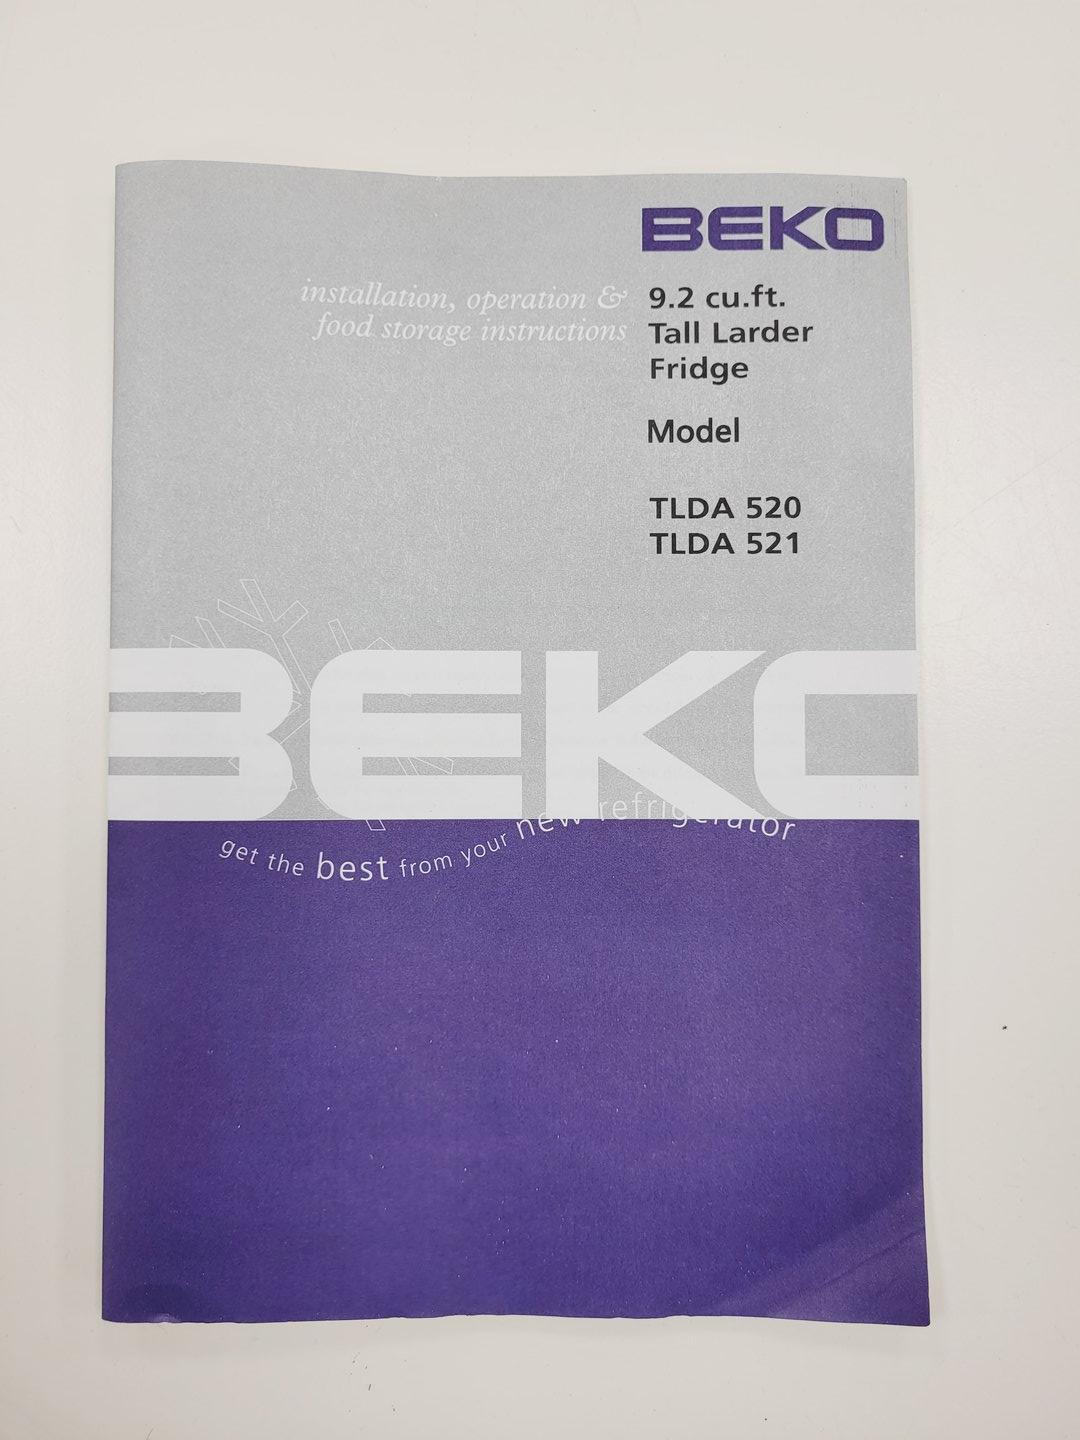 BEKO
installation, operation &
food storage instructions
9.2 cu.ft.
Tall Larder
Fridge
Model
TLDA 520
TLDA 521
BEKO
get the best from your new refrigerator